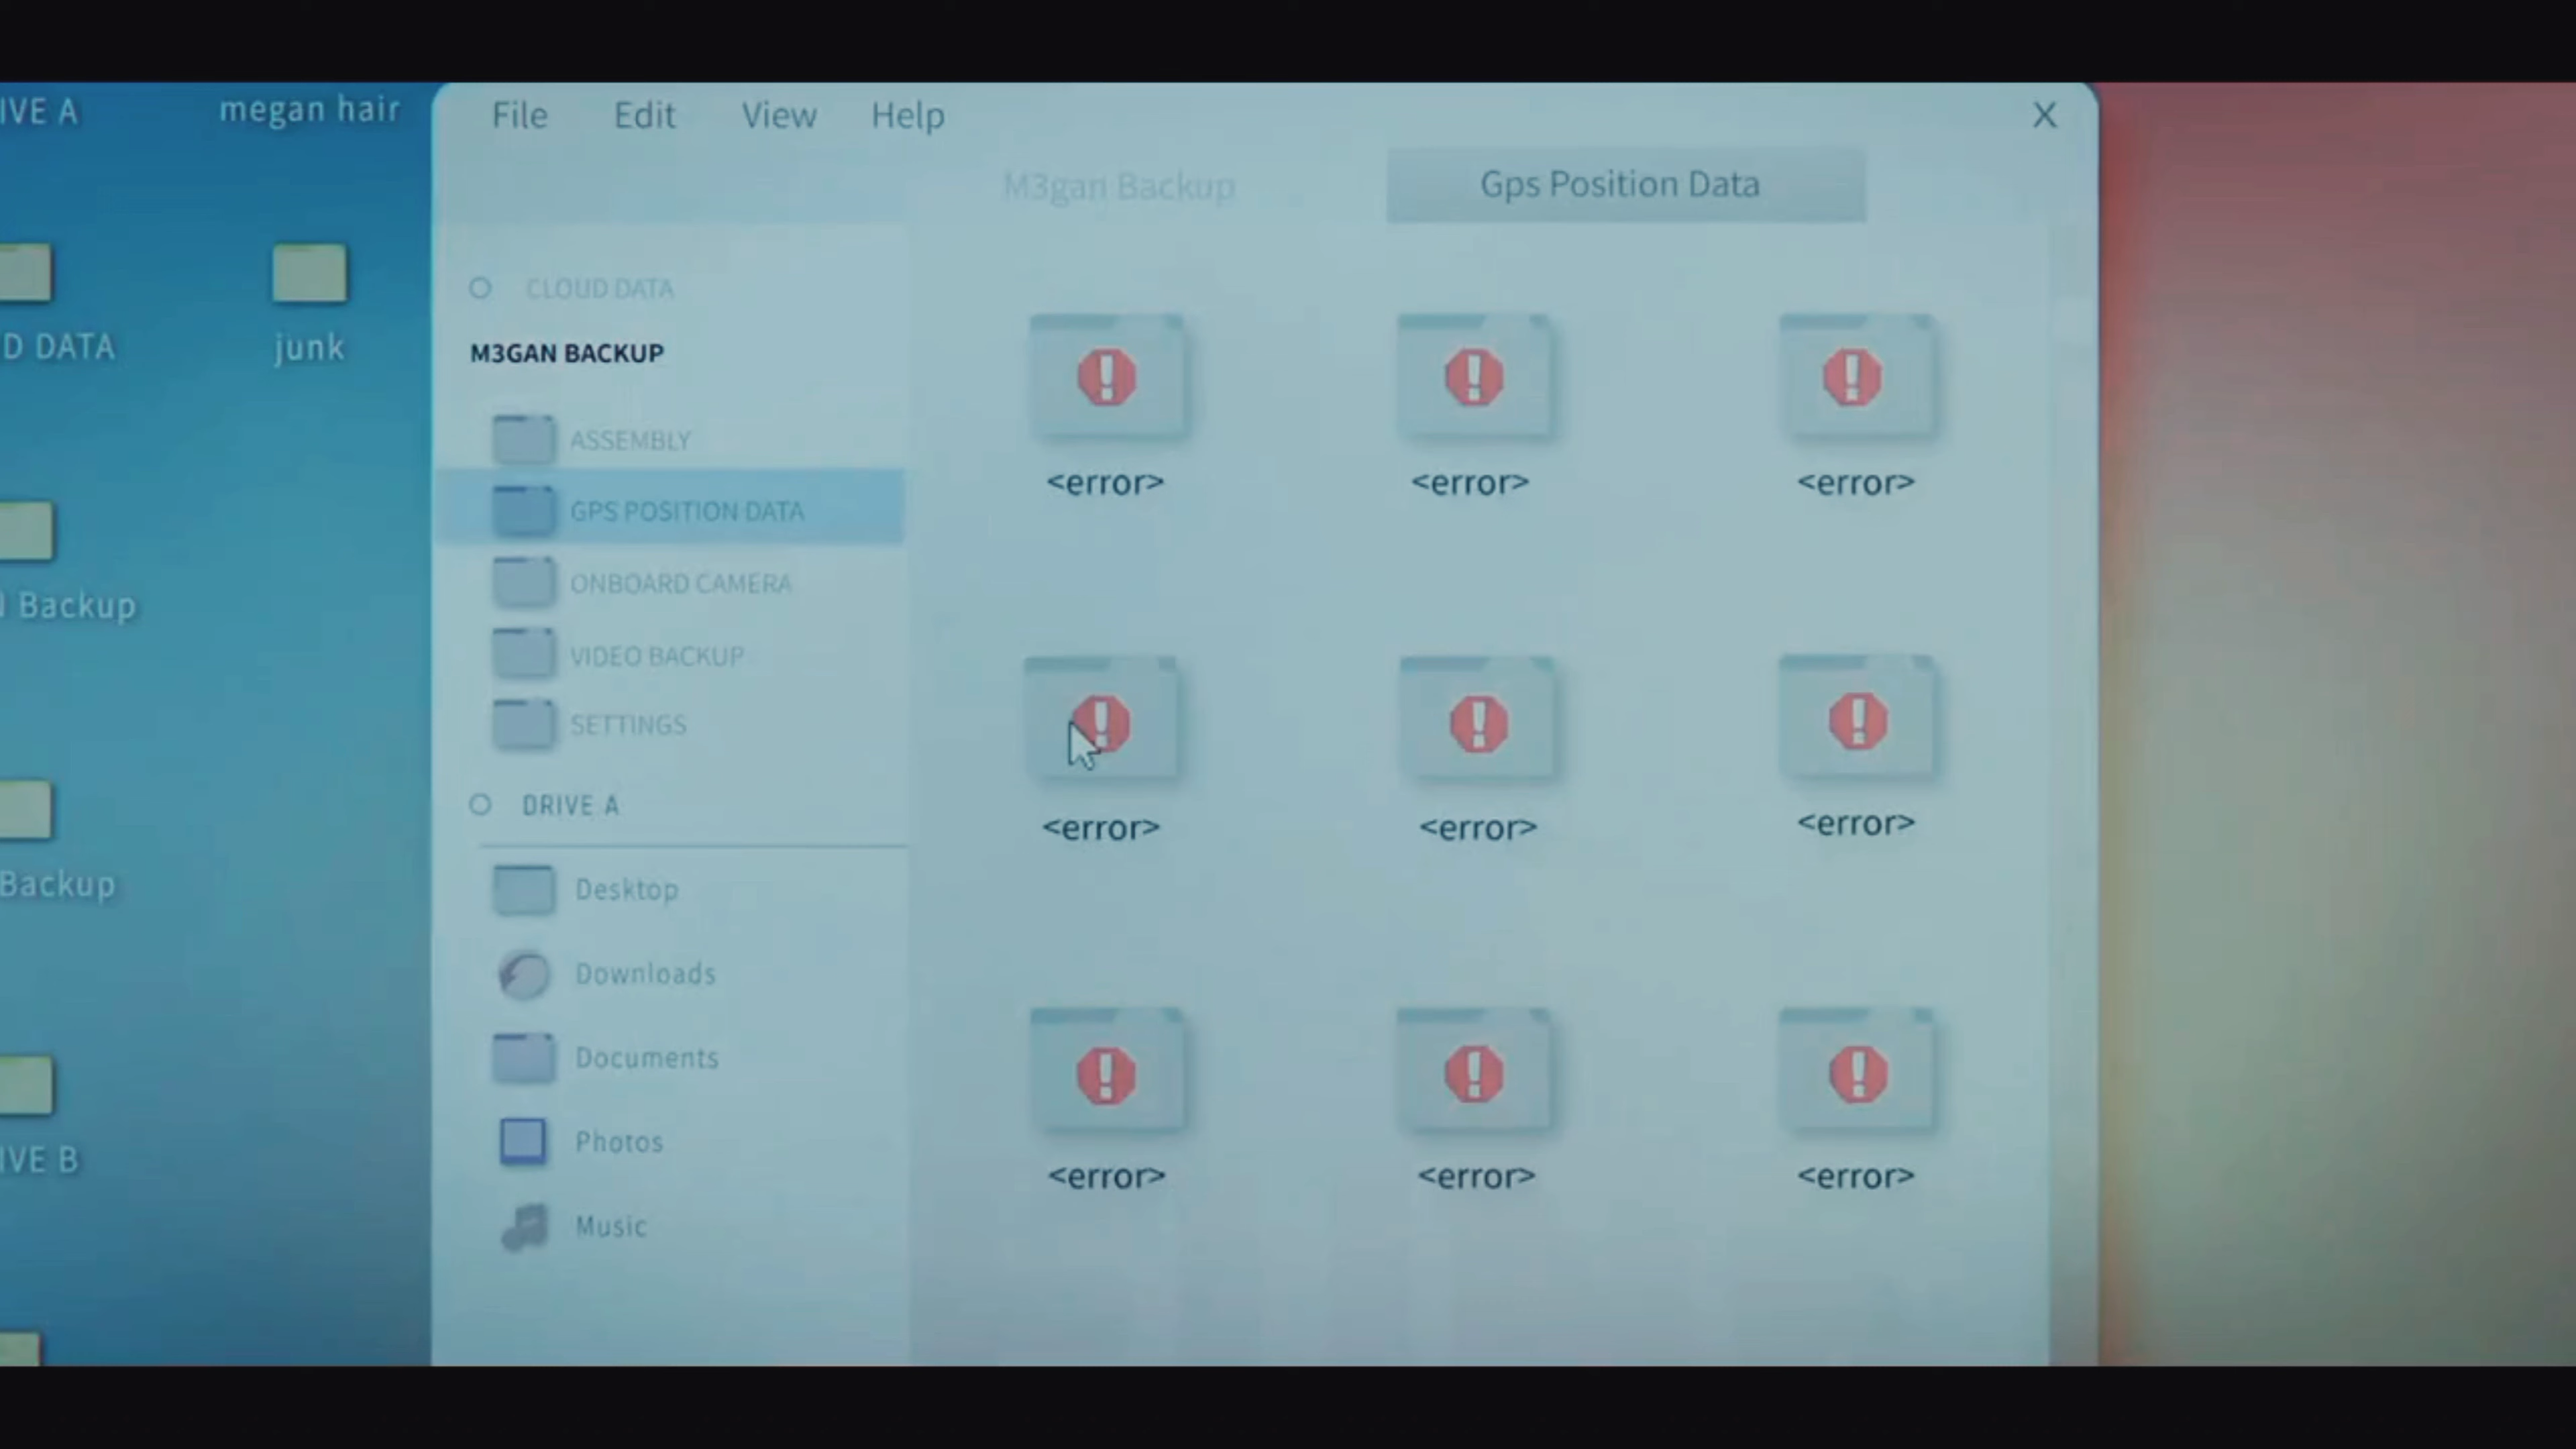 IVE A
megan hair
D DATA
junk
Backup
Backup
IVE B
File Edit View Help X
M3gan Backup Gps Position Data
CLOUD DATA
M3GAN BACKUP
ASSEMBLY
GPS POSITION DATA
ONBOARD CAMERA
VIDEO BACKUP
SETTINGS
DRIVE A
Desktop
Downloads
Documents
Photos
Music
<error> <error> <error>
<error> <error> <error>
<error> <error> <error>